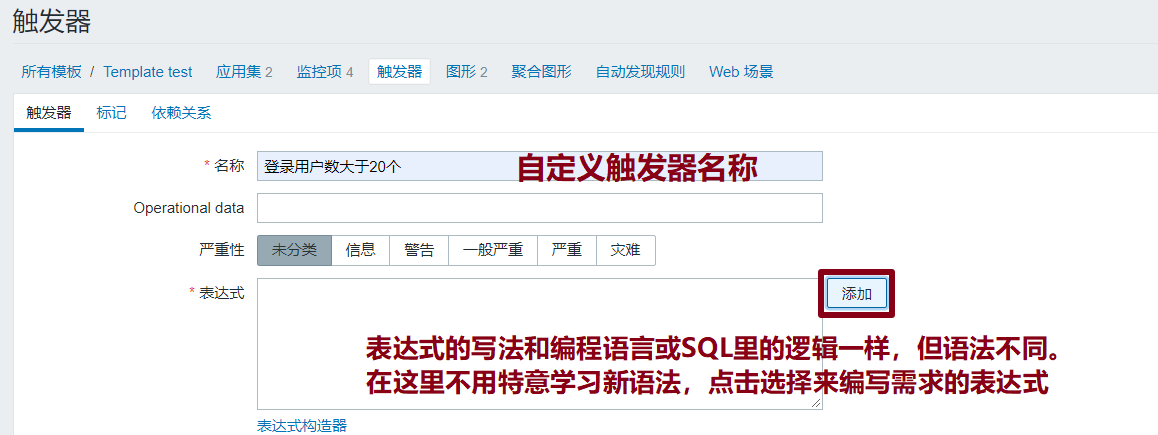 触发器
所有模板 / Template test 应用集 2 监控项 4 触发器 图形 2 聚合图形 自动发现规则 Web 场景
触发器 标记 依赖关系
* 名称 登录用户数大于20个 自定义触发器名称
Operational data
严重性 未分类 信息 警告 一般严重 严重 灾难
* 表达式 添加
表达式的写法和编程语言或SQL里的逻辑一样，但语法不同。
在这里不用特意学习新语法，点击选择来编写需求的表达式
表达式构造器